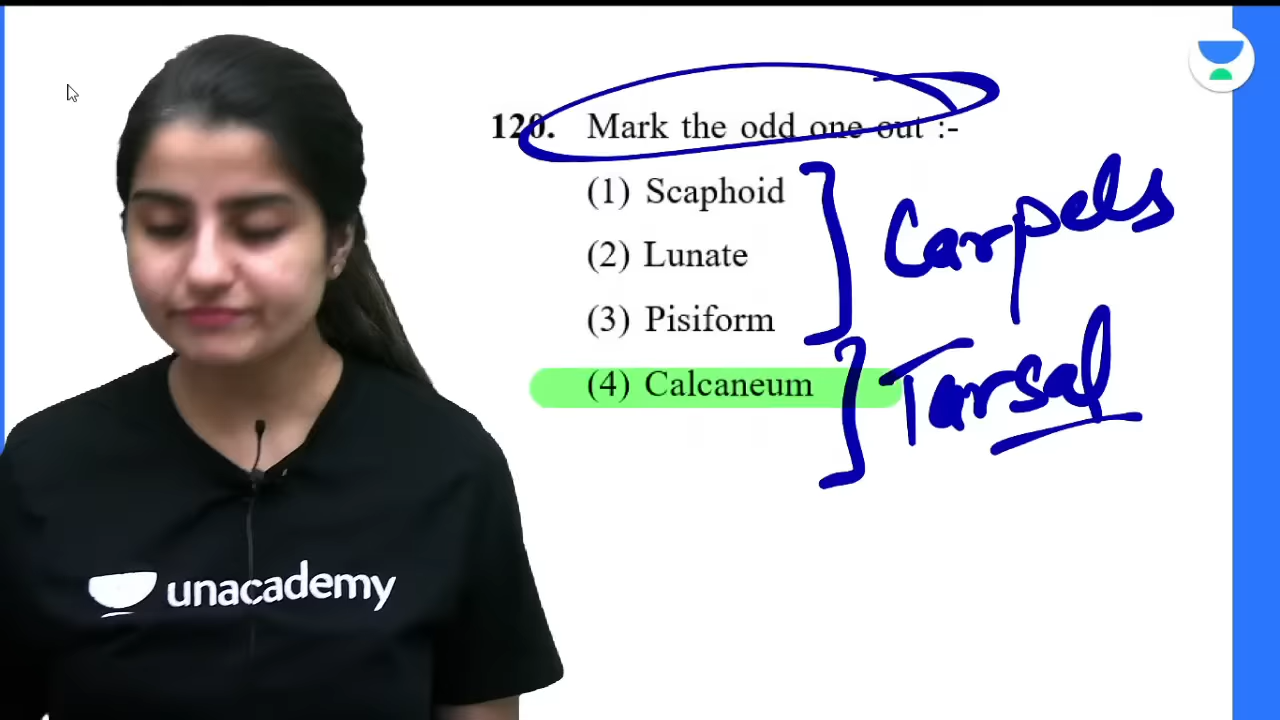 120. Mark the odd one out :-
(1) Scaphoid
(2) Lunate
(3) Pisiform
Carpels
(4) Calcaneum
Tarsal
unacademy